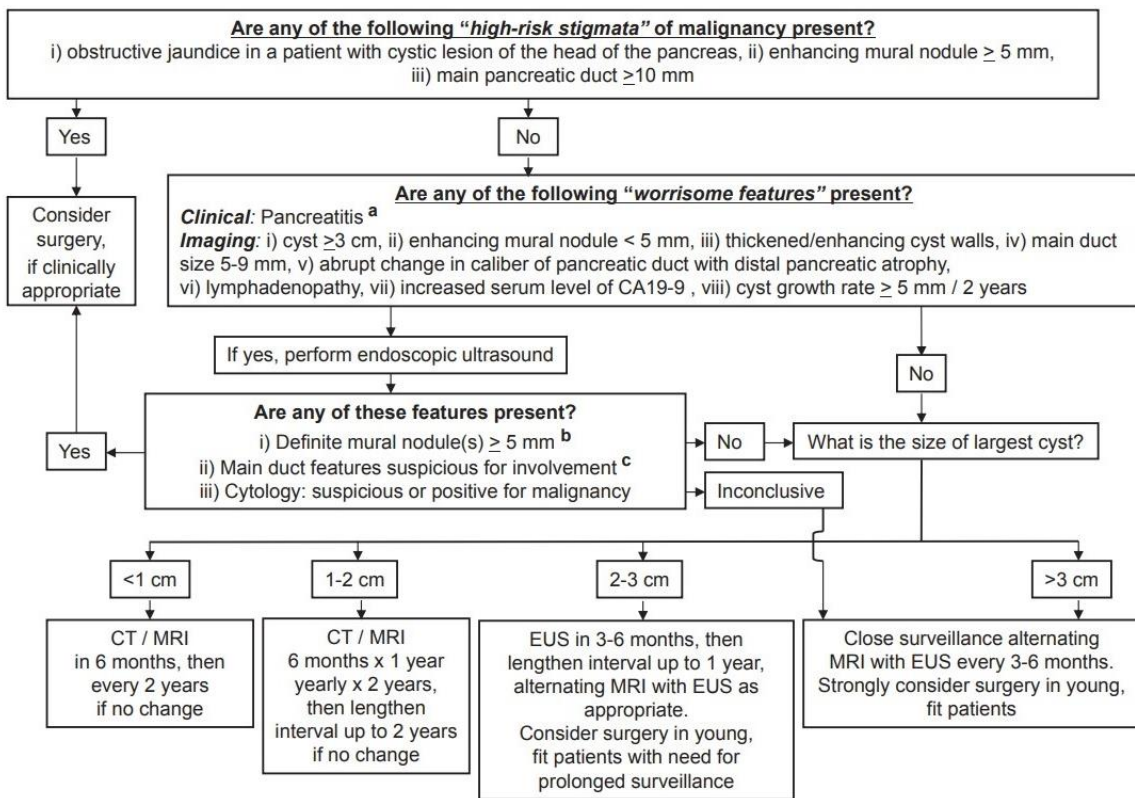 Are any of the following “high-risk stigmata” of malignancy present?
i) obstructive jaundice in a patient with cystic lesion of the head of the pancreas, ii) enhancing mural nodule ≥ 5 mm,
iii) main pancreatic duct ≥10 mm
Yes
No
Consider
surgery,
if clinically
appropriate
Are any of the following “worrisome features” present?
Clinical: Pancreatitis a
Imaging: i) cyst ≥3 cm, ii) enhancing mural nodule < 5 mm, iii) thickened/enhancing cyst walls, iv) main duct
size 5-9 mm, v) abrupt change in caliber of pancreatic duct with distal pancreatic atrophy,
vi) lymphadenopathy, vii) increased serum level of CA19-9 , viii) cyst growth rate ≥ 5 mm / 2 years
If yes, perform endoscopic ultrasound
No
Are any of these features present?
i) Definite mural nodule(s) ≥ 5 mm b
ii) Main duct features suspicious for involvement c
iii) Cytology: suspicious or positive for malignancy
Yes
No
What is the size of largest cyst?
Inconclusive
<1 cm
1-2 cm
2-3 cm
>3 cm
CT / MRI
in 6 months, then
every 2 years
if no change
CT / MRI
6 months x 1 year
yearly x 2 years,
then lengthen
interval up to 2 years
if no change
EUS in 3-6 months, then
lengthen interval up to 1 year,
alternating MRI with EUS as
appropriate.
Consider surgery in young,
fit patients with need for
prolonged surveillance
Close surveillance alternating
MRI with EUS every 3-6 months.
Strongly consider surgery in young,
fit patients